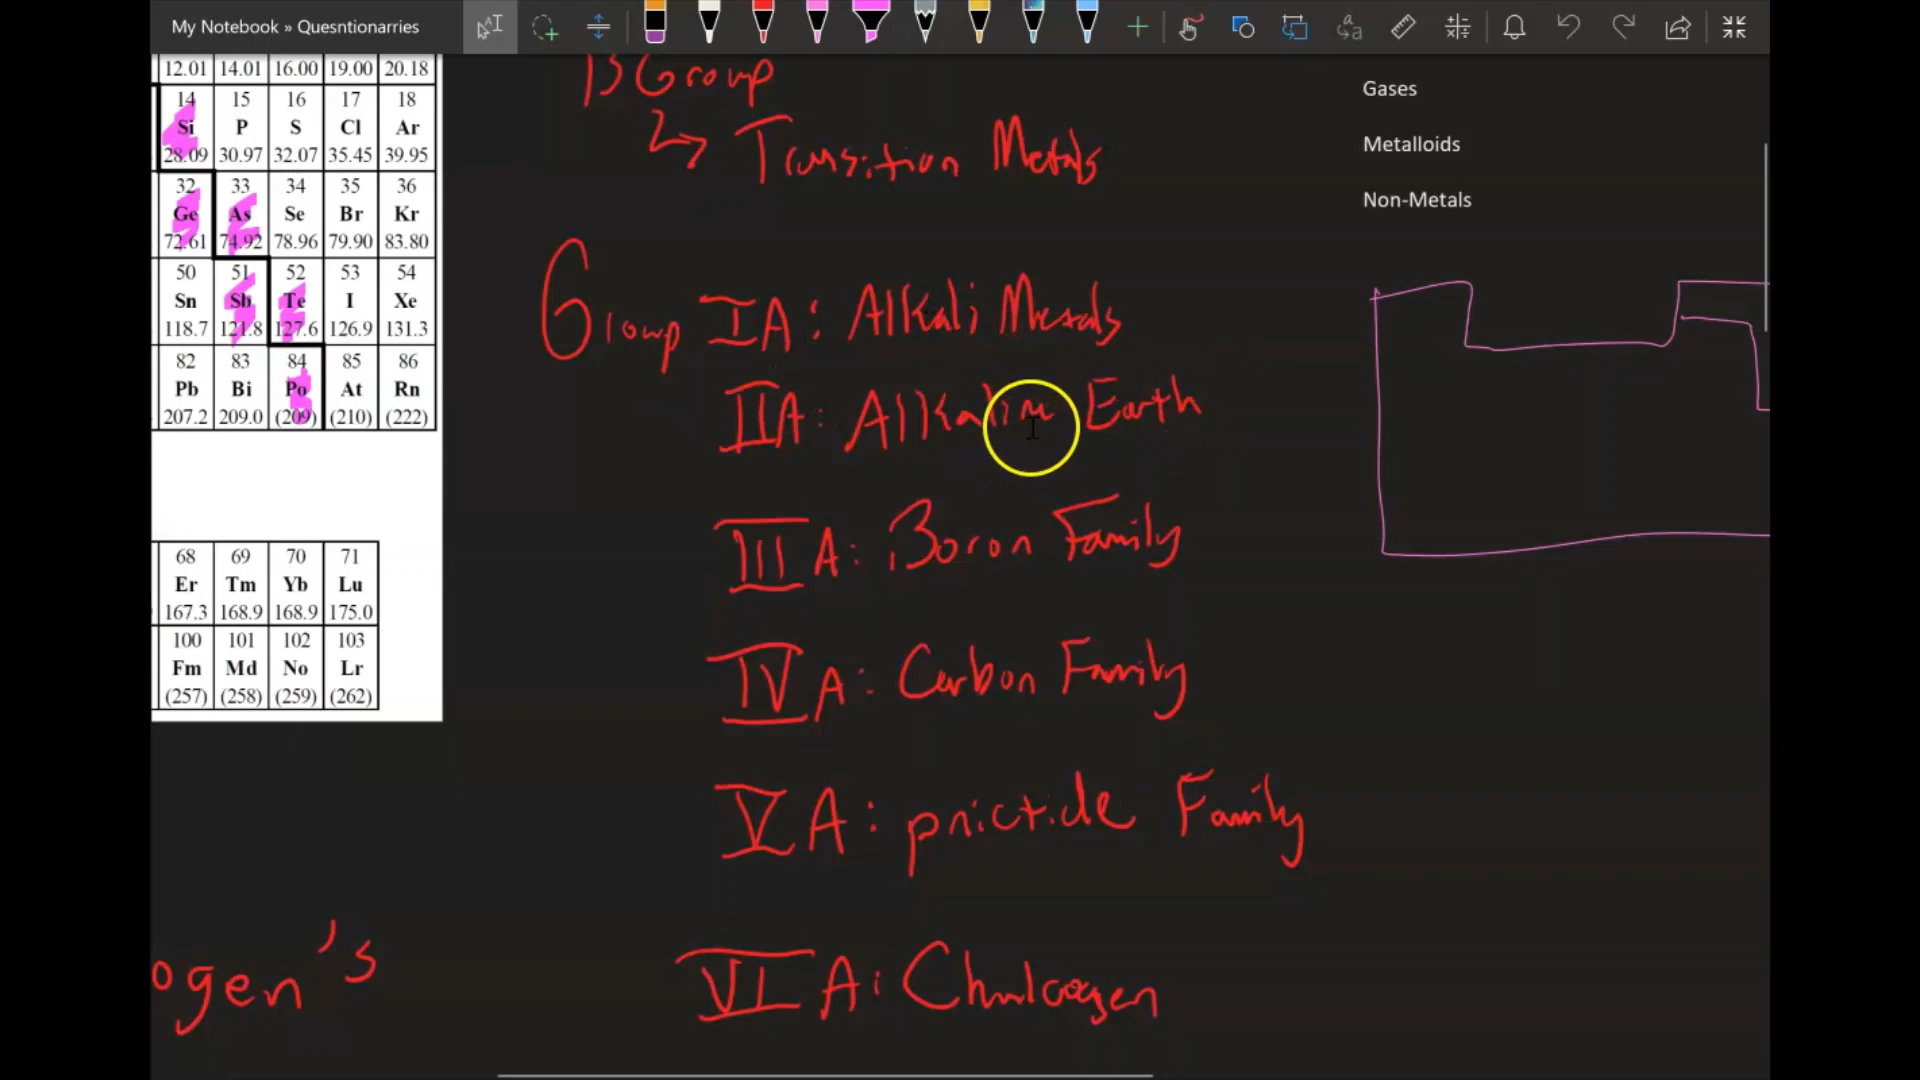 My Notebook » Quesntionarries
12.01 14.01 16.00 19.00 20.18
14 15 16 17 18
Si P S Cl Ar
28.09 30.97 32.07 35.45 39.95
32 33 34 35 36
Ge As Se Br Kr
72.61 74.92 78.96 79.90 83.80
50 51 52 53 54
Sn Sb Te I Xe
118.7 121.8 127.6 126.9 131.3
82 83 84 85 86
Pb Bi Po At Rn
207.2 209.0 (209) (210) (222)
68 69 70 71
Er Tm Yb Lu
167.3 168.9 168.9 175.0
100 101 102 103
Fm Md No Lr
(257) (258) (259) (262)
ogen's
B Group
Transition Metals
Group IA: Alkali Metals
IIA: Alkaline Earth
IIIA: Boron Family
IVA: Carbon Family
VA: pnictide Family
VIA: Chalcogen
Gases
Metalloids
Non-Metals